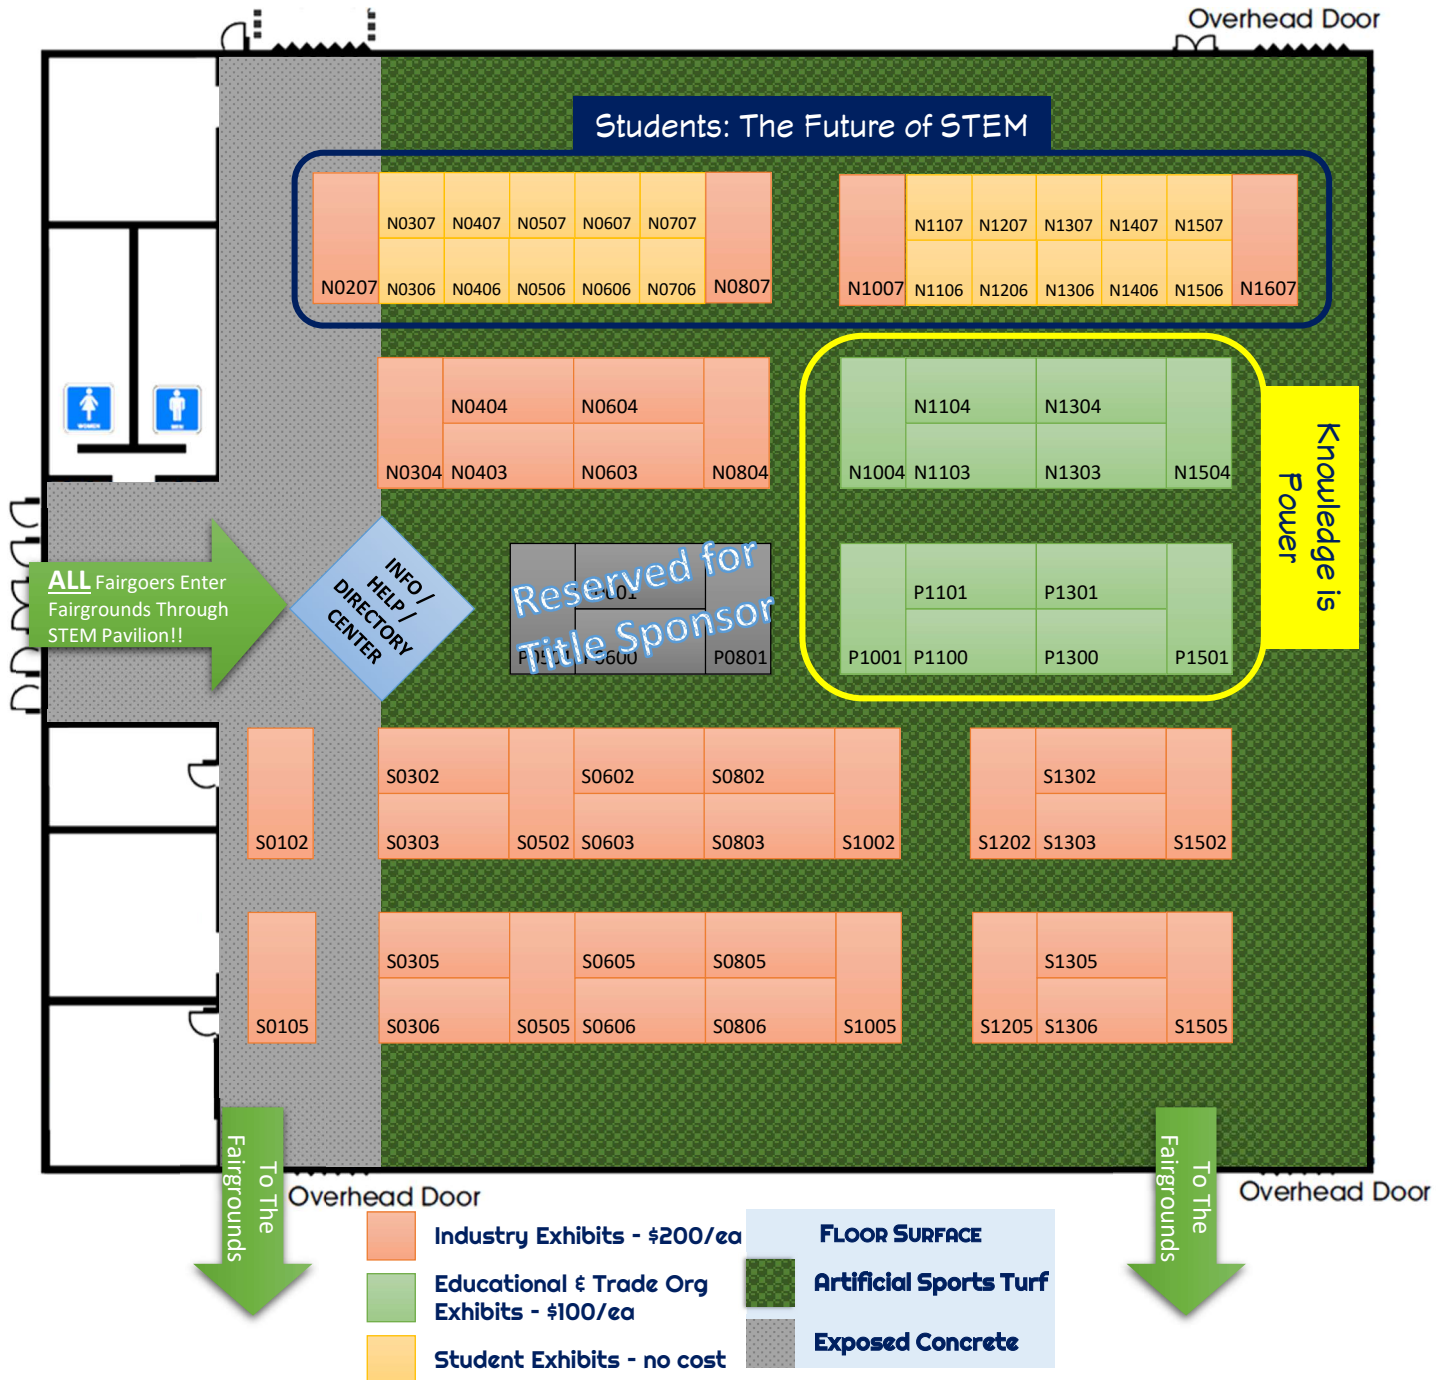 Overhead Door
Students: The Future of STEM
N0307 N0407 N0507 N0607 N0707
N1107 N1207 N1307 N1407 N1507
N0207 N0306 N0406 N0506 N0606 N0706 N0807
N1007 N1106 N1206 N1306 N1406 N1506 N1607
N0404 N0604
N1104 N1304
N0304 N0403 N0603 N0804
N1004 N1103 N1303 N1504
WOMEN
MEN
Knowledge is
Power
ALL Fairgoers Enter
Fairgrounds Through
STEM Pavilion!!
INFO /
HELP /
DIRECTORY
CENTER
Reserved for
Title Sponsor
P0801
P1101 P1301
P1001 P1100 P1300 P1501
S0302 S0602 S0802
S1302
S0102 S0303 S0502 S0603 S0803 S1002
S1202 S1303 S1502
S0305 S0605 S0805
S1305
S0105 S0306 S0505 S0606 S0806 S1005
S1205 S1306 S1505
To The
Fairgrounds
To The
Fairgrounds
Overhead Door
Overhead Door
Industry Exhibits - $200/ea
Educational & Trade Org
Exhibits - $100/ea
Student Exhibits - no cost
Floor Surface
Artificial Sports Turf
Exposed Concrete